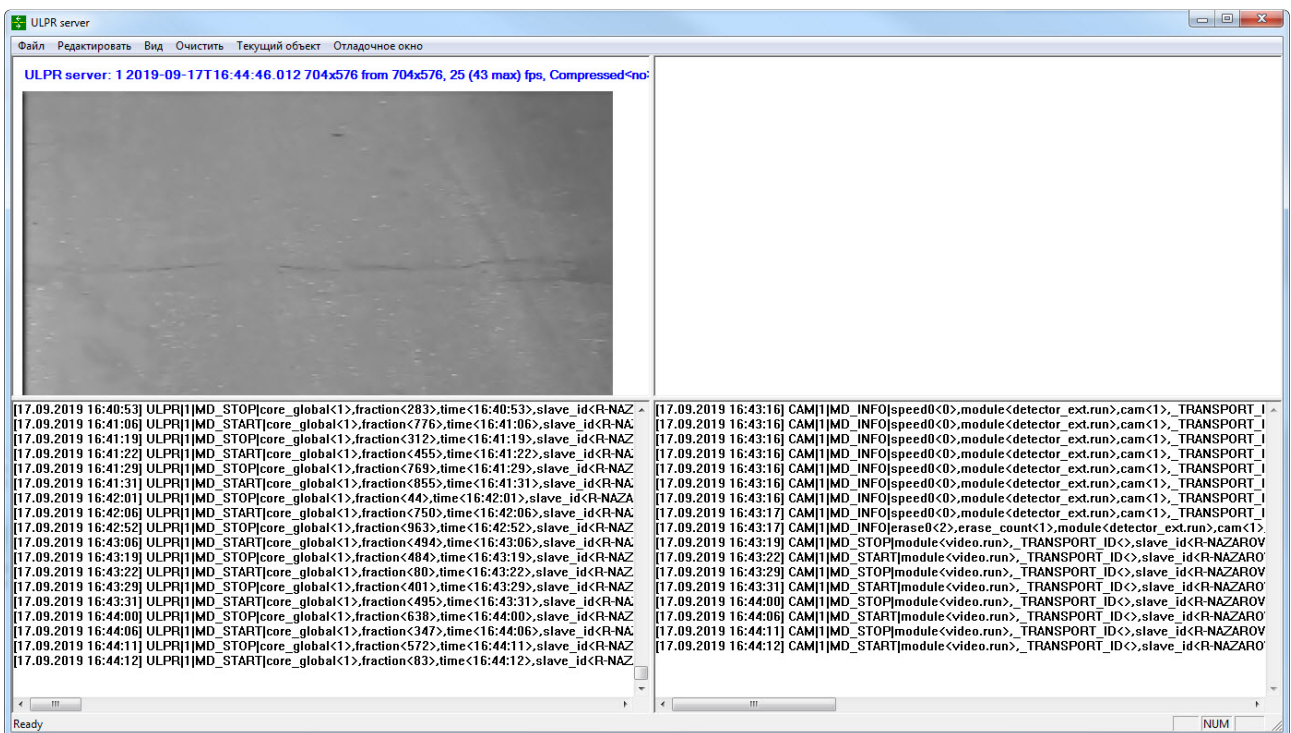 ULPR server
Файл Редактировать Вид Очистить Текущий объект Отладочное окно
ULPR server: 1 2019-09-17T16:44:46.012 704x576 from 704x576, 25 (43 max) fps, Compressed<no>
[17.09.2019 16:40:53] ULPR|1|MD_STOP|core_global<1>,fraction<283>,time<16:40:53>,slave_id<R-NAZ
[17.09.2019 16:41:06] ULPR|1|MD_START|core_global<1>,fraction<776>,time<16:41:06>,slave_id<R-NA
[17.09.2019 16:41:19] ULPR|1|MD_STOP|core_global<1>,fraction<312>,time<16:41:19>,slave_id<R-NAZ
[17.09.2019 16:41:22] ULPR|1|MD_START|core_global<1>,fraction<455>,time<16:41:22>,slave_id<R-NA
[17.09.2019 16:41:29] ULPR|1|MD_STOP|core_global<1>,fraction<769>,time<16:41:29>,slave_id<R-NAZ
[17.09.2019 16:41:31] ULPR|1|MD_START|core_global<1>,fraction<855>,time<16:41:31>,slave_id<R-NA
[17.09.2019 16:42:01] ULPR|1|MD_STOP|core_global<1>,fraction<44>,time<16:42:01>,slave_id<R-NAZA
[17.09.2019 16:42:06] ULPR|1|MD_START|core_global<1>,fraction<750>,time<16:42:06>,slave_id<R-NA
[17.09.2019 16:42:52] ULPR|1|MD_STOP|core_global<1>,fraction<963>,time<16:42:52>,slave_id<R-NAZ
[17.09.2019 16:43:06] ULPR|1|MD_START|core_global<1>,fraction<494>,time<16:43:06>,slave_id<R-NA
[17.09.2019 16:43:19] ULPR|1|MD_STOP|core_global<1>,fraction<484>,time<16:43:19>,slave_id<R-NAZ
[17.09.2019 16:43:22] ULPR|1|MD_START|core_global<1>,fraction<80>,time<16:43:22>,slave_id<R-NAZ
[17.09.2019 16:43:29] ULPR|1|MD_STOP|core_global<1>,fraction<401>,time<16:43:29>,slave_id<R-NAZ
[17.09.2019 16:43:31] ULPR|1|MD_START|core_global<1>,fraction<495>,time<16:43:31>,slave_id<R-NA
[17.09.2019 16:44:00] ULPR|1|MD_STOP|core_global<1>,fraction<638>,time<16:44:00>,slave_id<R-NAZ
[17.09.2019 16:44:06] ULPR|1|MD_START|core_global<1>,fraction<347>,time<16:44:06>,slave_id<R-NA
[17.09.2019 16:44:11] ULPR|1|MD_STOP|core_global<1>,fraction<572>,time<16:44:11>,slave_id<R-NAZ
[17.09.2019 16:44:12] ULPR|1|MD_START|core_global<1>,fraction<83>,time<16:44:12>,slave_id<R-NAZ
[17.09.2019 16:43:16] CAM|1|MD_INFO|speed0<0>,module<detector_ext.run>,cam<1>,_TRANSPORT_I
[17.09.2019 16:43:16] CAM|1|MD_INFO|speed0<0>,module<detector_ext.run>,cam<1>,_TRANSPORT_I
[17.09.2019 16:43:16] CAM|1|MD_INFO|speed0<0>,module<detector_ext.run>,cam<1>,_TRANSPORT_I
[17.09.2019 16:43:16] CAM|1|MD_INFO|speed0<0>,module<detector_ext.run>,cam<1>,_TRANSPORT_I
[17.09.2019 16:43:16] CAM|1|MD_INFO|speed0<0>,module<detector_ext.run>,cam<1>,_TRANSPORT_I
[17.09.2019 16:43:16] CAM|1|MD_INFO|speed0<0>,module<detector_ext.run>,cam<1>,_TRANSPORT_I
[17.09.2019 16:43:16] CAM|1|MD_INFO|speed0<0>,module<detector_ext.run>,cam<1>,_TRANSPORT_I
[17.09.2019 16:43:17] CAM|1|MD_INFO|speed0<0>,module<detector_ext.run>,cam<1>,_TRANSPORT_I
[17.09.2019 16:43:17] CAM|1|MD_INFO|erase0<2>,erase_count<1>,module<detector_ext.run>,cam<1>,
[17.09.2019 16:43:19] CAM|1|MD_STOP|module<video.run>,_TRANSPORT_ID<>,slave_id<R-NAZAROV
[17.09.2019 16:43:22] CAM|1|MD_START|module<video.run>,_TRANSPORT_ID<>,slave_id<R-NAZARO
[17.09.2019 16:43:29] CAM|1|MD_STOP|module<video.run>,_TRANSPORT_ID<>,slave_id<R-NAZAROV
[17.09.2019 16:43:31] CAM|1|MD_START|module<video.run>,_TRANSPORT_ID<>,slave_id<R-NAZARO
[17.09.2019 16:44:00] CAM|1|MD_STOP|module<video.run>,_TRANSPORT_ID<>,slave_id<R-NAZAROV
[17.09.2019 16:44:06] CAM|1|MD_START|module<video.run>,_TRANSPORT_ID<>,slave_id<R-NAZARO
[17.09.2019 16:44:11] CAM|1|MD_STOP|module<video.run>,_TRANSPORT_ID<>,slave_id<R-NAZAROV
[17.09.2019 16:44:12] CAM|1|MD_START|module<video.run>,_TRANSPORT_ID<>,slave_id<R-NAZARO
Ready
NUM